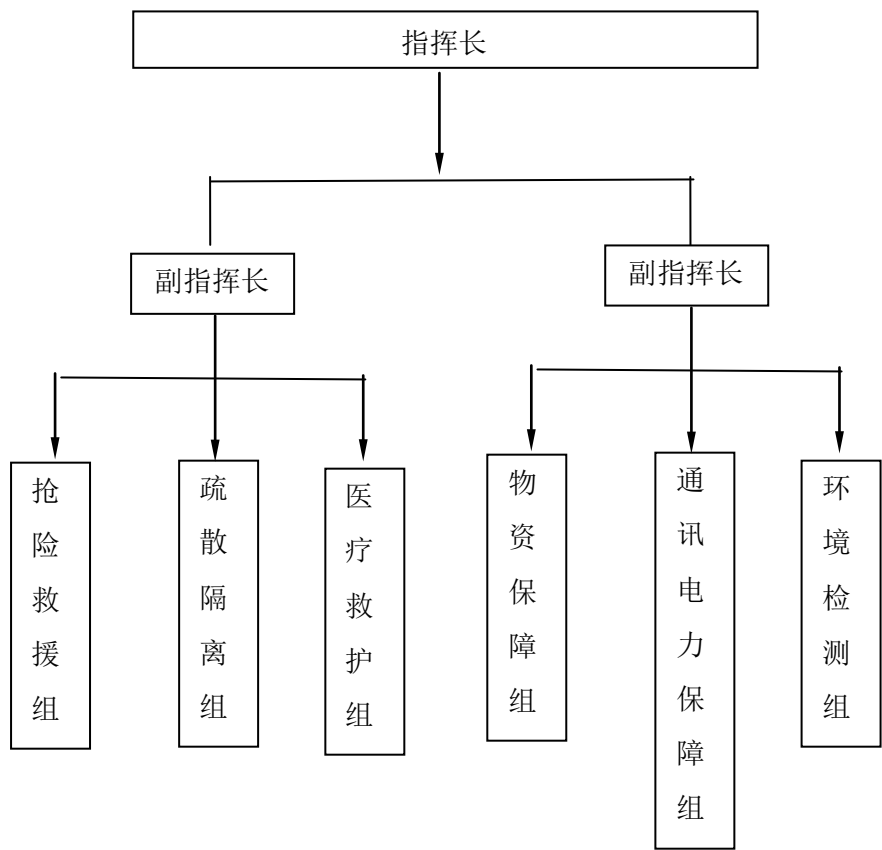 指挥长
副指挥长
副指挥长
抢险救援组
疏散隔离组
医疗救护组
物资保障组
通讯电力保障组
环境检测组